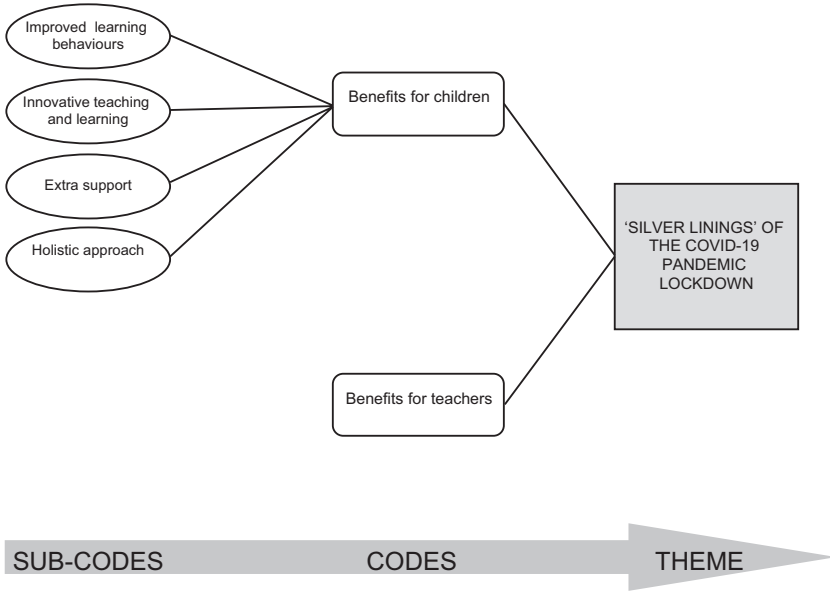 Improved learning
behaviours
Innovative teaching
and learning
Extra support
Holistic approach
Benefits for children
Benefits for teachers
‘SILVER LININGS’ OF
THE COVID-19
PANDEMIC
LOCKDOWN
SUB-CODES
CODES
THEME